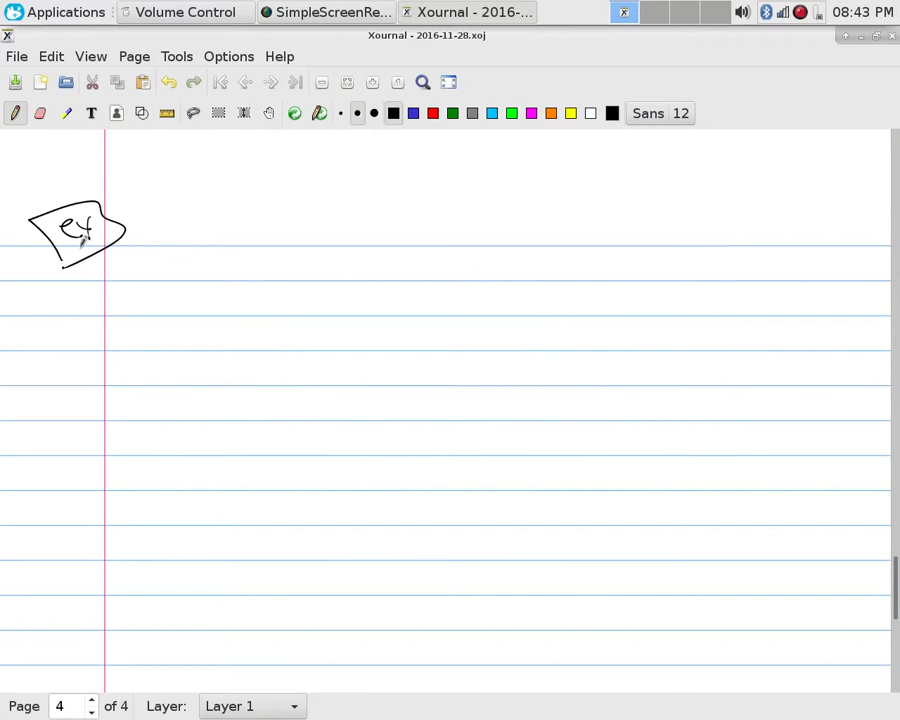 Applications Volume Control SimpleScreenRe... Xournal - 2016-... 08:43 PM
Xournal - 2016-11-28.xoj
File Edit View Page Tools Options Help
T Sans 12
ex
Page 4 of 4 Layer: Layer 1